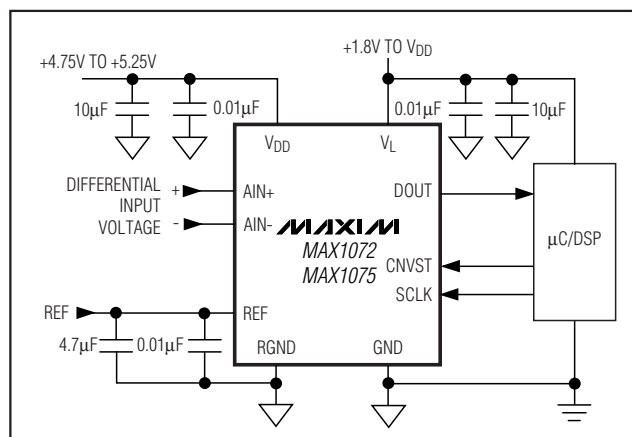 +4.75V TO +5.25V
+1.8V TO VDD
10µF
0.01µF
0.01µF
10µF
VDD
VL
DIFFERENTIAL
INPUT
VOLTAGE
+
-
AIN+
AIN-
DOUT
MAXIM
MAX1072
MAX1075
µC/DSP
CNVST
SCLK
REF
REF
4.7µF
0.01µF
RGND
GND